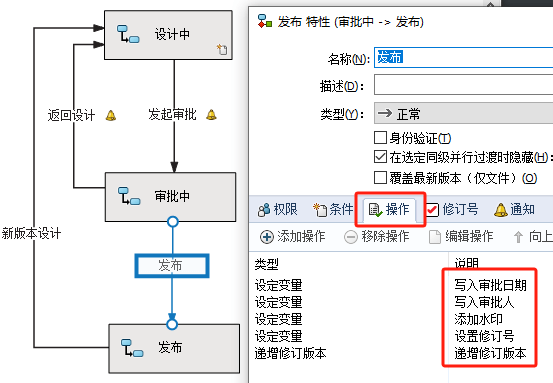 设计中
返回设计
发起审批
审批中
新版本设计
发布
发布
发布 特性 (审批中 -> 发布)
名称(N):
发布
描述(D):
类型(Y):
正常
身份验证(T)
在选定同级并行过渡时隐藏(H):
覆盖最新版本（仅文件）(O)
权限 条件 操作 修订号 通知
添加操作 移除操作 编辑操作 向上
类型 说明
设定变量 写入审批日期
设定变量 写入审批人
设定变量 添加水印
设定变量 设置修订号
递增修订版本 递增修订版本